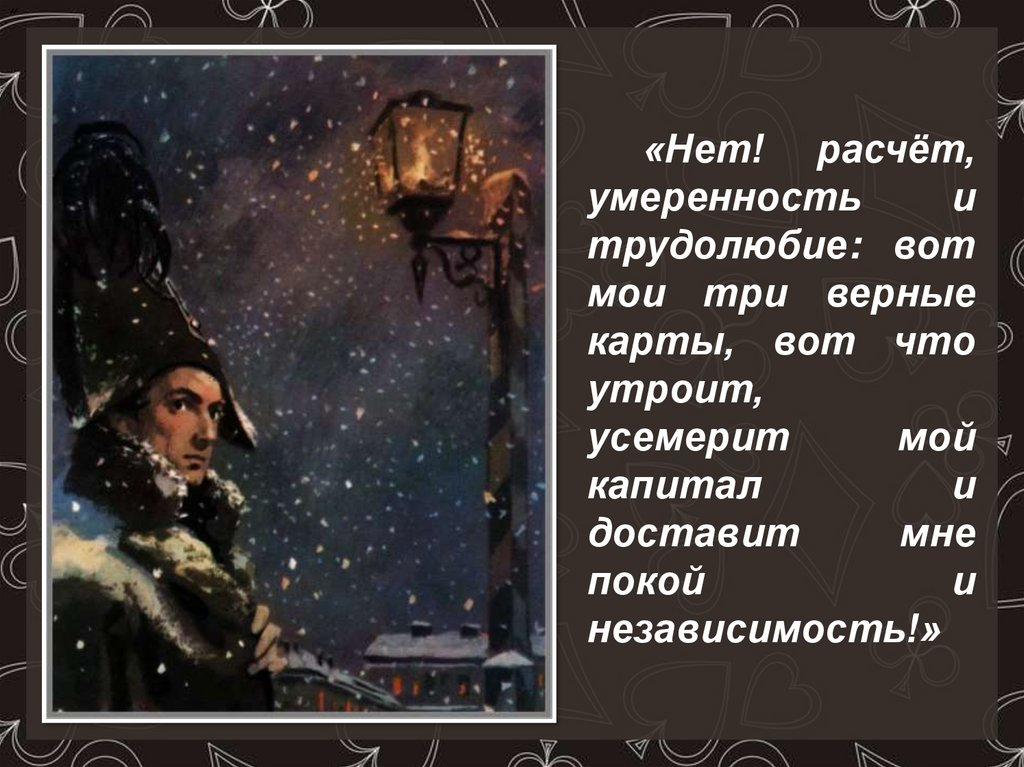 «Нет! расчёт,
умеренность и
трудолюбие: вот
мои три верные
карты, вот что
утроит,
усемерит мой
капитал и
доставит мне
покой и
независимость!»